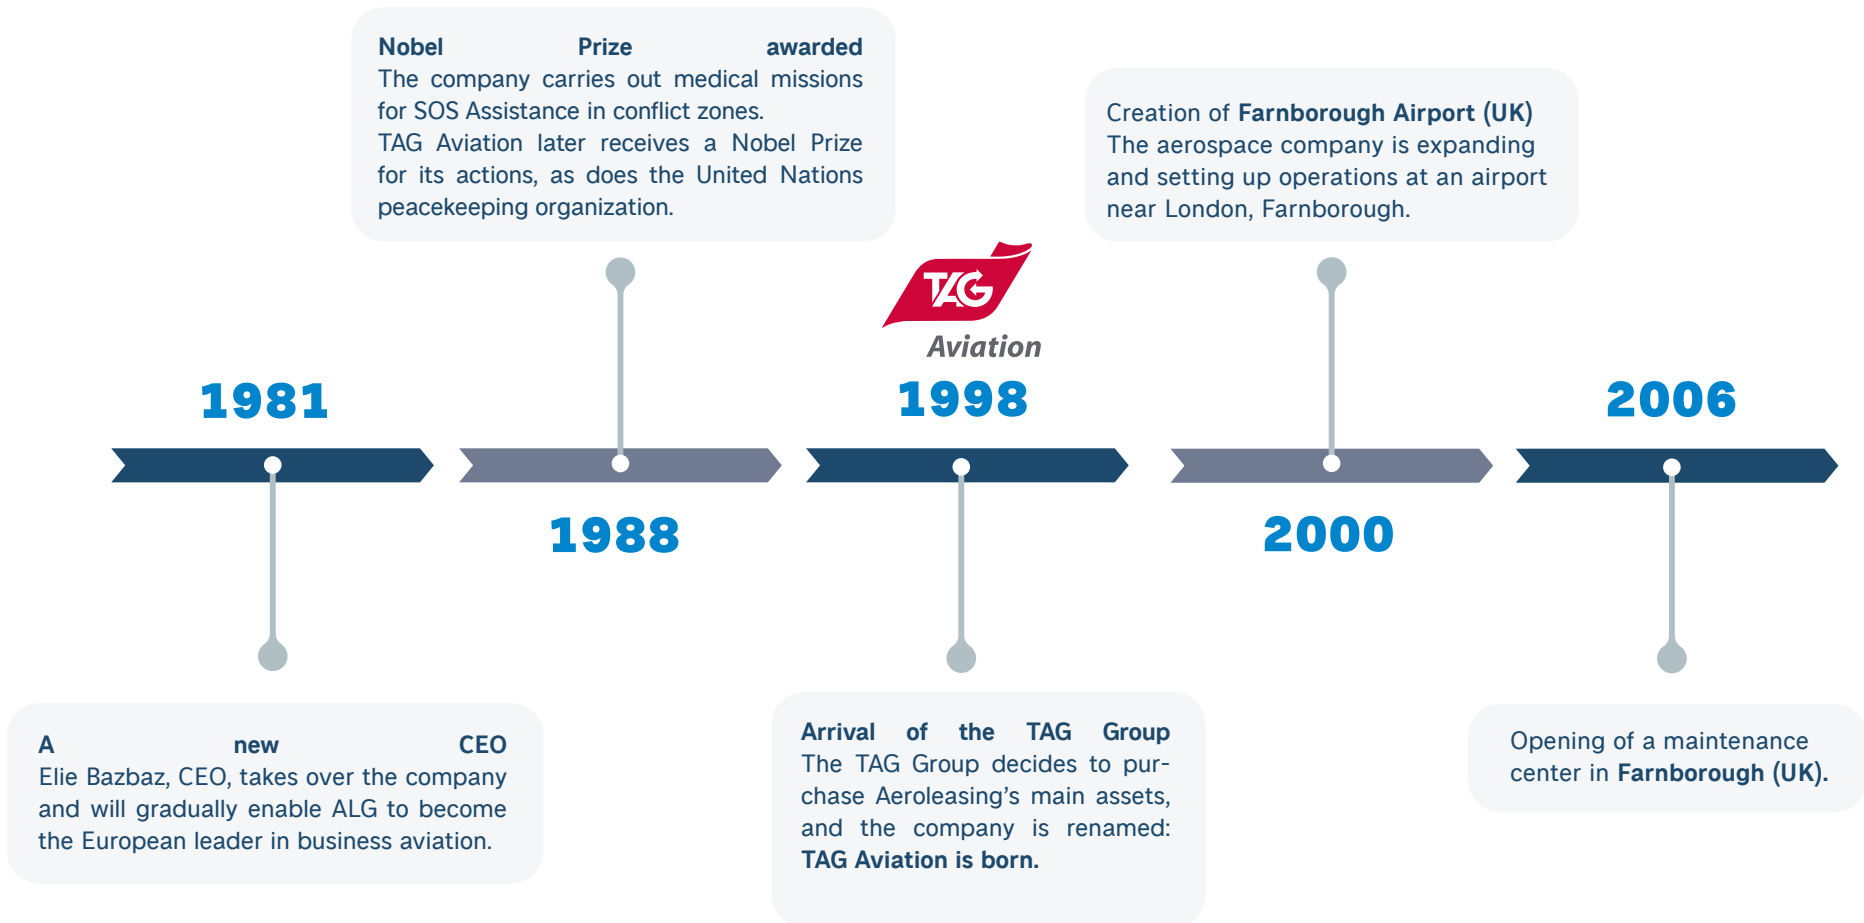 Nobel Prize awarded
The company carries out medical missions
for SOS Assistance in conflict zones.
TAG Aviation later receives a Nobel Prize
for its actions, as does the United Nations
peacekeeping organization.
Creation of Farnborough Airport (UK)
The aerospace company is expanding
and setting up operations at an airport
near London, Farnborough.
TAG
Aviation
1981
1998
2006
1988
2000
A new CEO
Elie Bazbaz, CEO, takes over the company
and will gradually enable ALG to become
the European leader in business aviation.
Arrival of the TAG Group
The TAG Group decides to pur-
chase Aeroleasing's main assets,
and the company is renamed:
TAG Aviation is born.
Opening of a maintenance
center in Farnborough (UK).